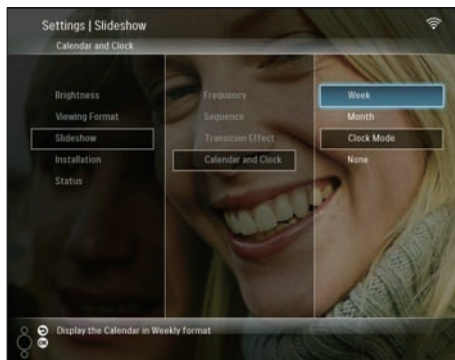 Settings | Slideshow
Calendar and Clock
Brightness
Viewing Format
Slideshow
Installation
Status
Frequency
Sequence
Transition Effect
Calendar and Clock
Week
Month
Clock Mode
None
Display the Calendar in Weekly format
OK